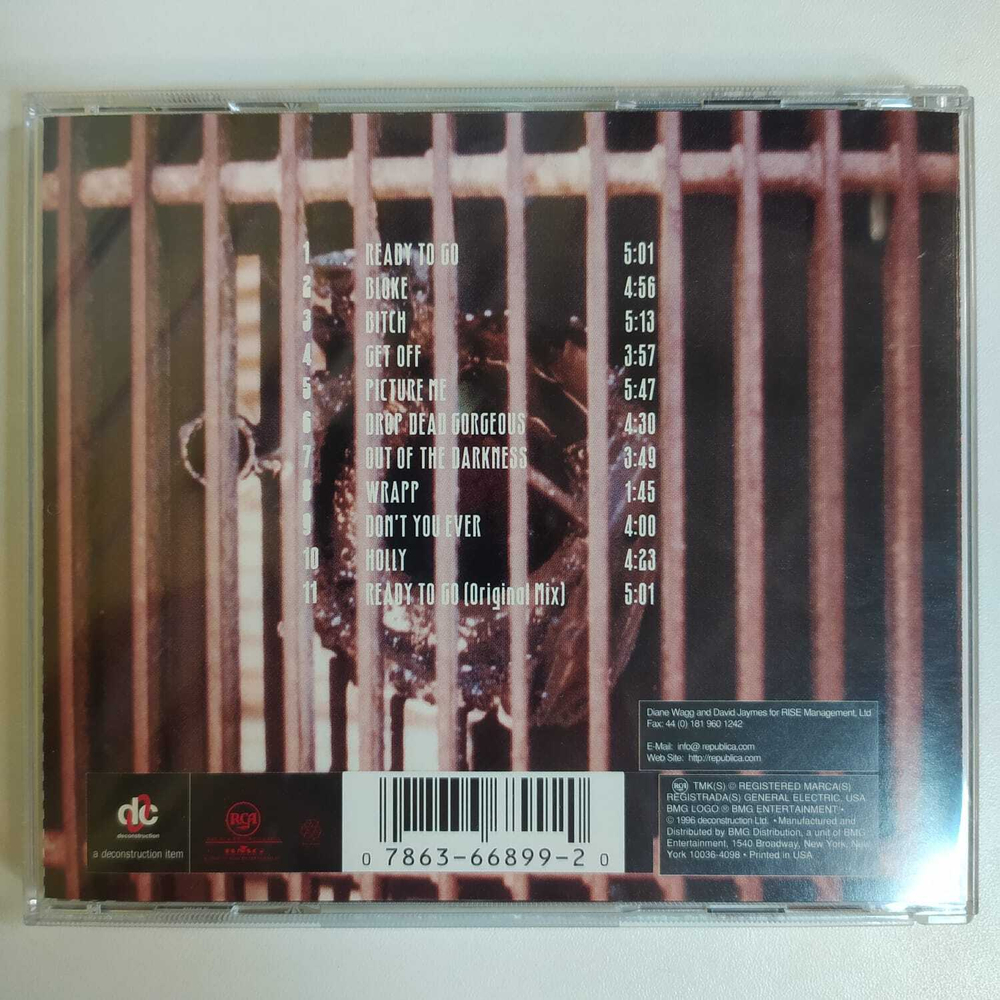 1 READY TO GO 5:01
2 BLOKE 4:56
3 BITCH 5:13
4 GET OFF 3:57
5 PICTURE ME 5:47
6 DROP DEAD GORGEOUS 4:30
7 OUT OF THE DARKNESS 3:49
8 WRAPP 1:45
9 DON'T YOU EVER 4:00
10 HOLLY 4:23
11 READY TO GO (Original Mix) 5:01
Diane Wagg and David Jaymes for RISE Management, Ltd
Fax: 44 (0) 181 960 1242
E-Mail: info@republica.com
Web Site: http://republica.com
dc
deconstruction
a deconstruction item
RCA
BMG
0 7863-66899-2 0
RCA TMK(S) © REGISTERED MARCA(S)
REGISTRADA(S) GENERAL ELECTRIC, USA
BMG LOGO ® BMG ENTERTAINMENT •
© 1996 deconstruction Ltd. • Manufactured and
Distributed by BMG Distribution, a unit of BMG
Entertainment, 1540 Broadway, New York, New
York 10036-4098 • Printed in USA